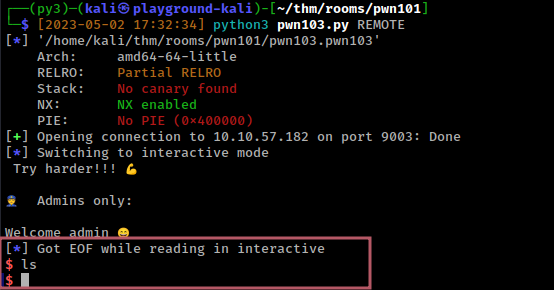 ┌──(py3)─(kali㉿playground-kali)-[~/thm/rooms/pwn101]
└─$ [2023-05-02 17:32:34] python3 pwn103.py REMOTE
[*] '/home/kali/thm/rooms/pwn101/pwn103.pwn103'
Arch: amd64-64-little
RELRO: Partial RELRO
Stack: No canary found
NX: NX enabled
PIE: No PIE (0×400000)
[+] Opening connection to 10.10.57.182 on port 9003: Done
[*] Switching to interactive mode
Try harder!!! 💪
👮 Admins only:
Welcome admin 😄
[*] Got EOF while reading in interactive
$ ls
$